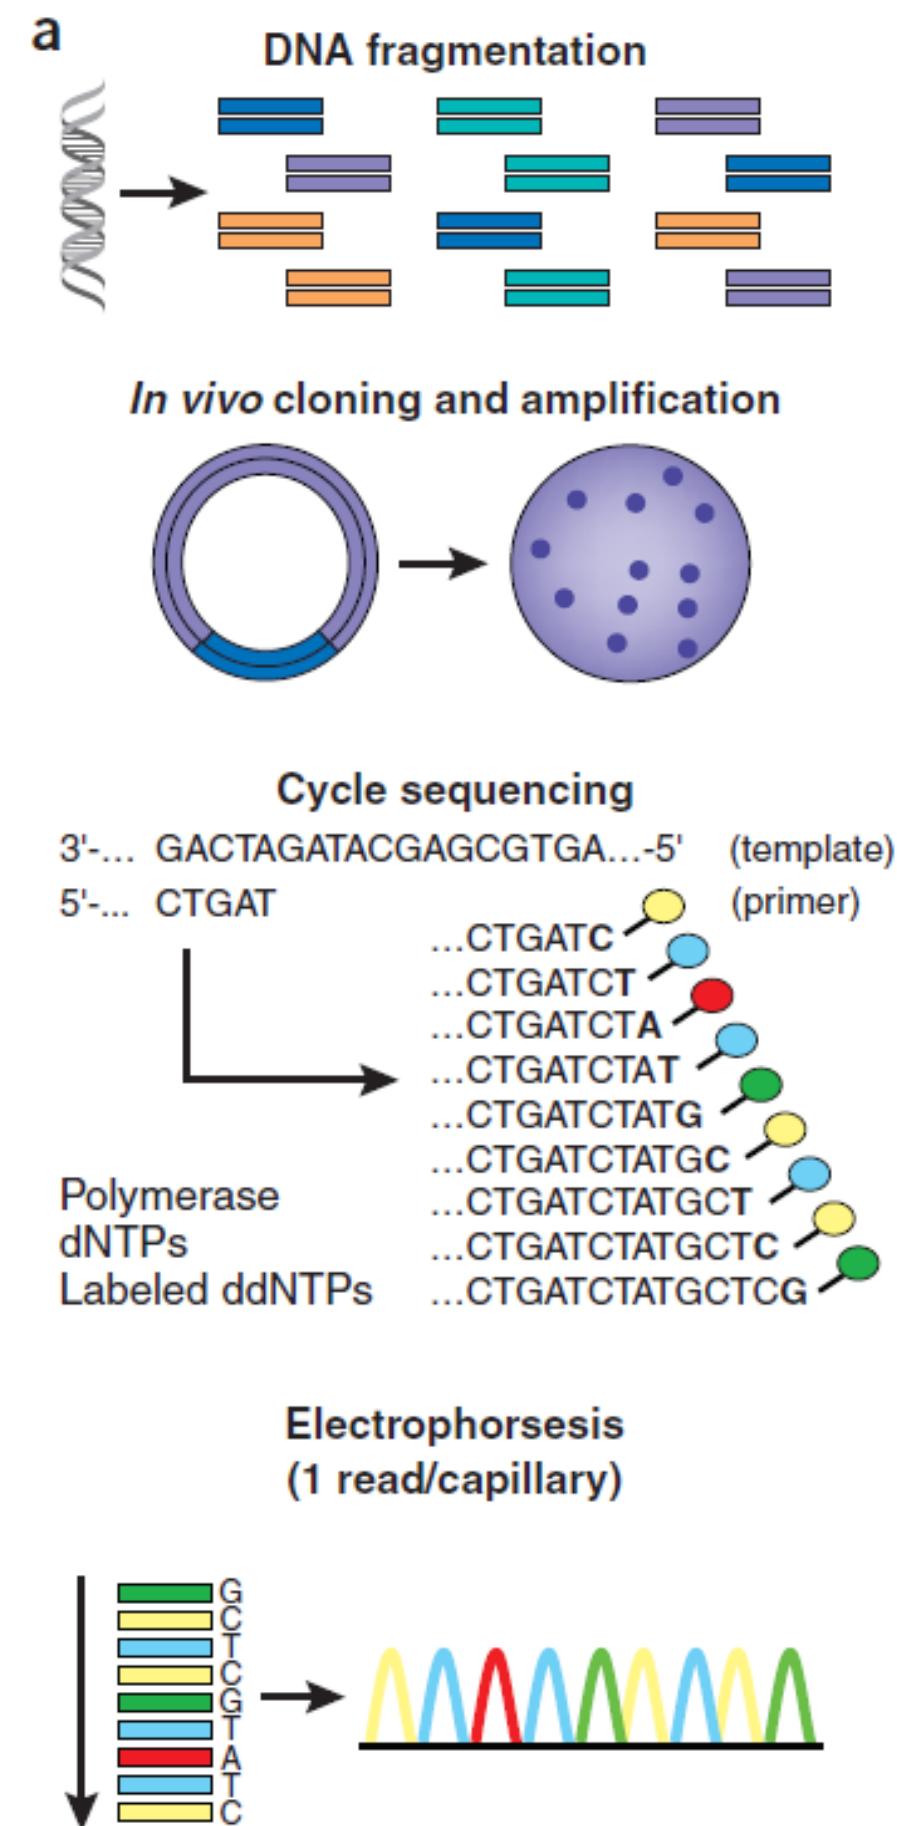 a
DNA fragmentation
In vivo cloning and amplification
Cycle sequencing
3'-... GACTAGATACGAGCGTGA...-5' (template)
5'-... CTGAT (primer)
...CTGATC
...CTGATCT
...CTGATCTA
...CTGATCTAT
...CTGATCTATG
...CTGATCTATGC
...CTGATCTATGCT
...CTGATCTATGCTC
...CTGATCTATGCTCG
Polymerase
dNTPs
Labeled ddNTPs
Electrophorsesis
(1 read/capillary)
G
C
T
C
G
T
A
T
C